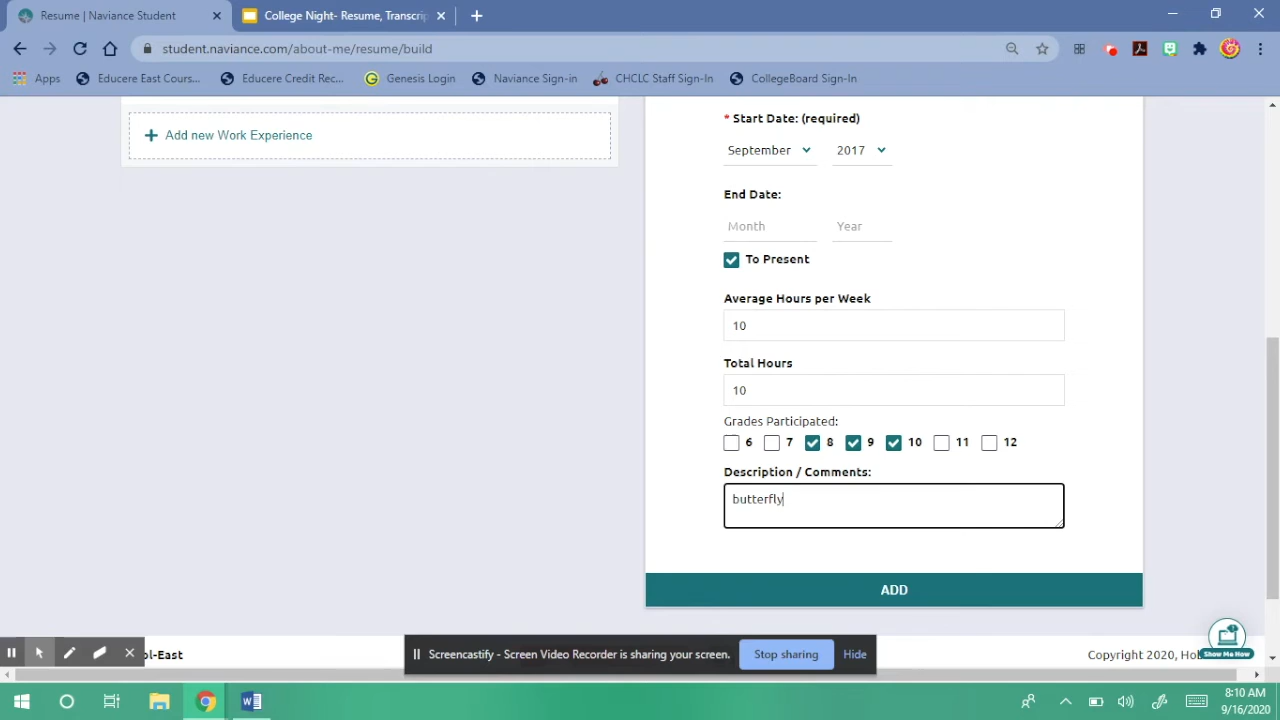 Resume | Naviance Student
College Night- Resume, Transcrip
student.naviance.com/about-me/resume/build
Apps
Educere East Cours...
Educere Credit Rec...
Genesis Login
Naviance Sign-in
CHCLC Staff Sign-In
CollegeBoard Sign-In
+ Add new Work Experience
* Start Date: (required)
September 2017
End Date:
Month Year
To Present
Average Hours per Week
10
Total Hours
10
Grades Participated:
6 7 8 9 10 11 12
Description / Comments:
butterfly
ADD
Show Me How
ol-East
Screencastify - Screen Video Recorder is sharing your screen.
Stop sharing
Hide
Copyright 2020, Hob
8:10 AM
9/16/2020